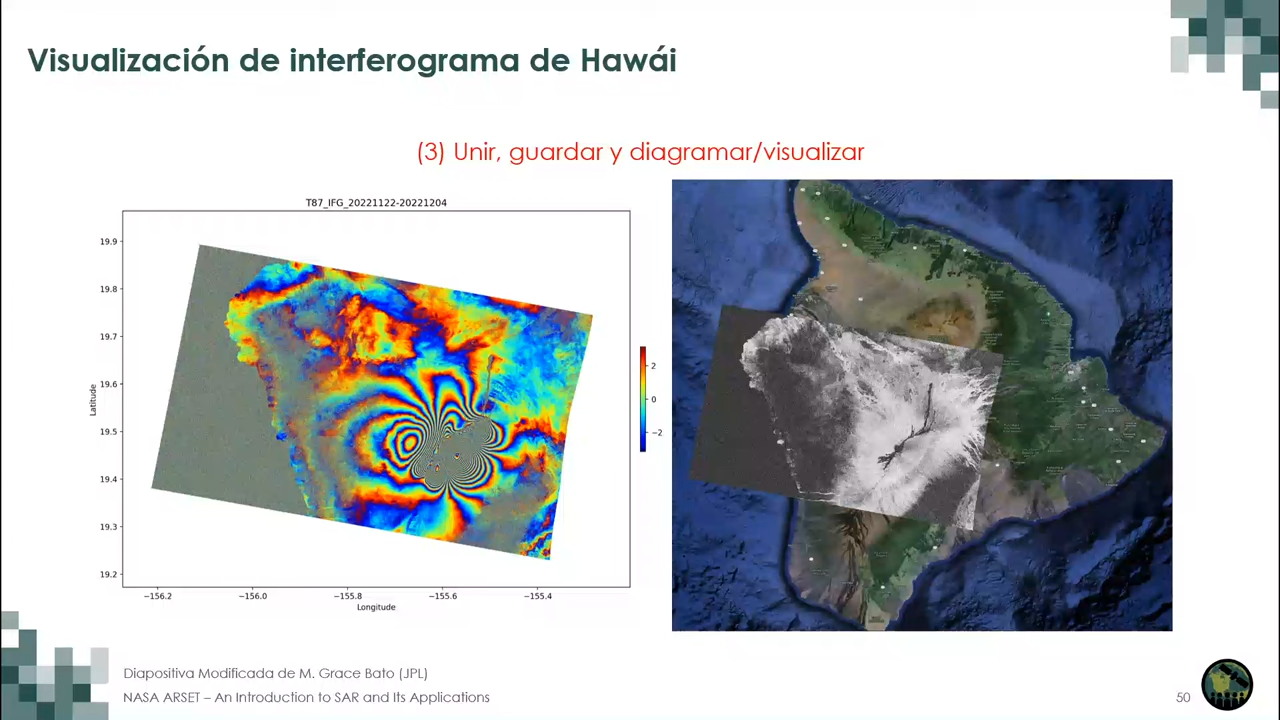 Visualización de interferograma de Hawái
(3) Unir, guardar y diagramar/visualizar
T87_IFG_20221122-20221204
19.9
19.8
19.7
19.6
19.5
19.4
19.3
19.2
Latitude
−156.2
−156.0
−155.8
−155.6
−155.4
Longitude
2
0
−2
Diapositiva Modificada de M. Grace Bato (JPL)
NASA ARSET – An Introduction to SAR and Its Applications
50